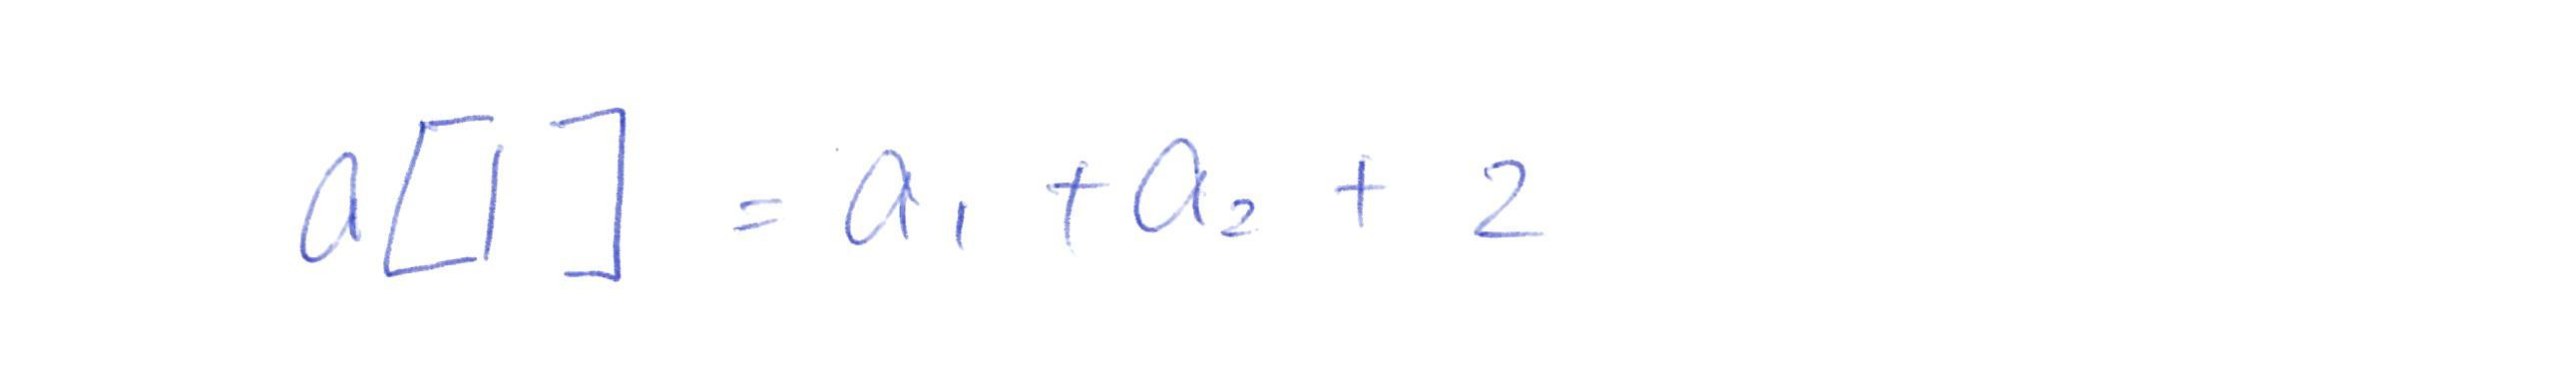 a[1] = a₁ + a₂ + 2